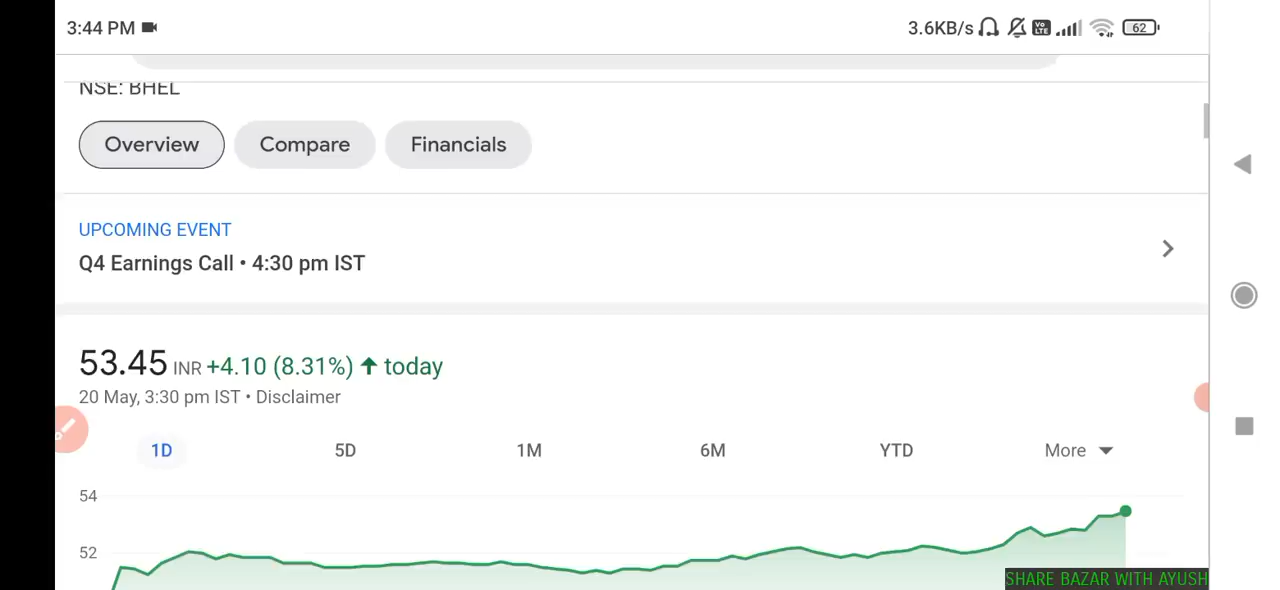 3:44 PM
3.6KB/s Vo LTE 62
NSE: BHEL
Overview Compare Financials
UPCOMING EVENT
Q4 Earnings Call • 4:30 pm IST
53.45 INR +4.10 (8.31%) ↑ today
20 May, 3:30 pm IST • Disclaimer
1D 5D 1M 6M YTD More
54
52
SHARE BAZAR WITH AYUSH